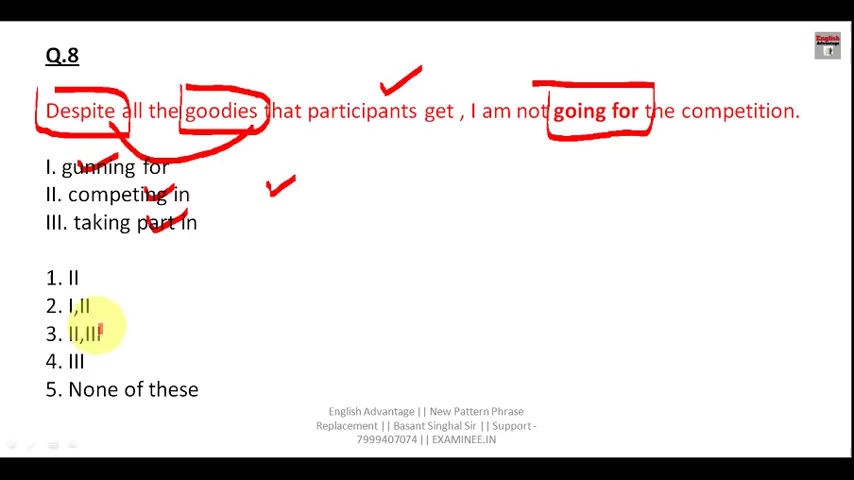 English
Advantage
Q.8
Despite all the goodies that participants get , I am not going for the competition.
I. gunning for
II. competing in
III. taking part in
1. II
2. I,II
3. II,III
4. III
5. None of these
English Advantage || New Pattern Phrase
Replacement || Basant Singhal Sir || Support -
7999407074 || EXAMINEE.IN